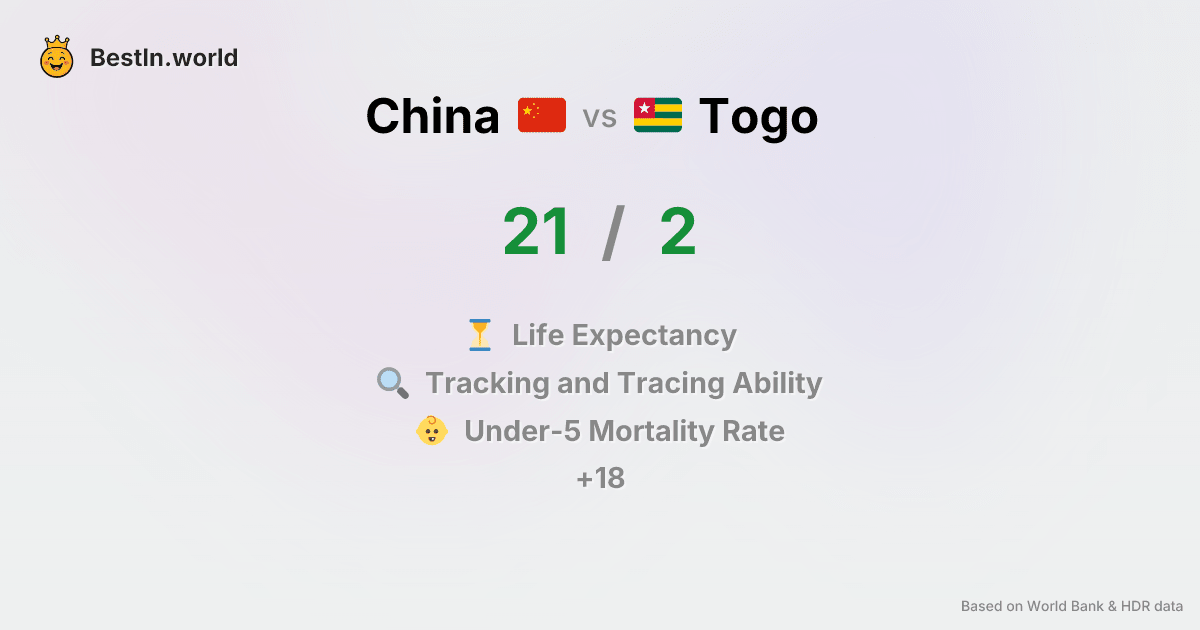 BestIn.world
China vs Togo
21 / 2
Life Expectancy
Tracking and Tracing Ability
Under-5 Mortality Rate
+18
Based on World Bank & HDR data